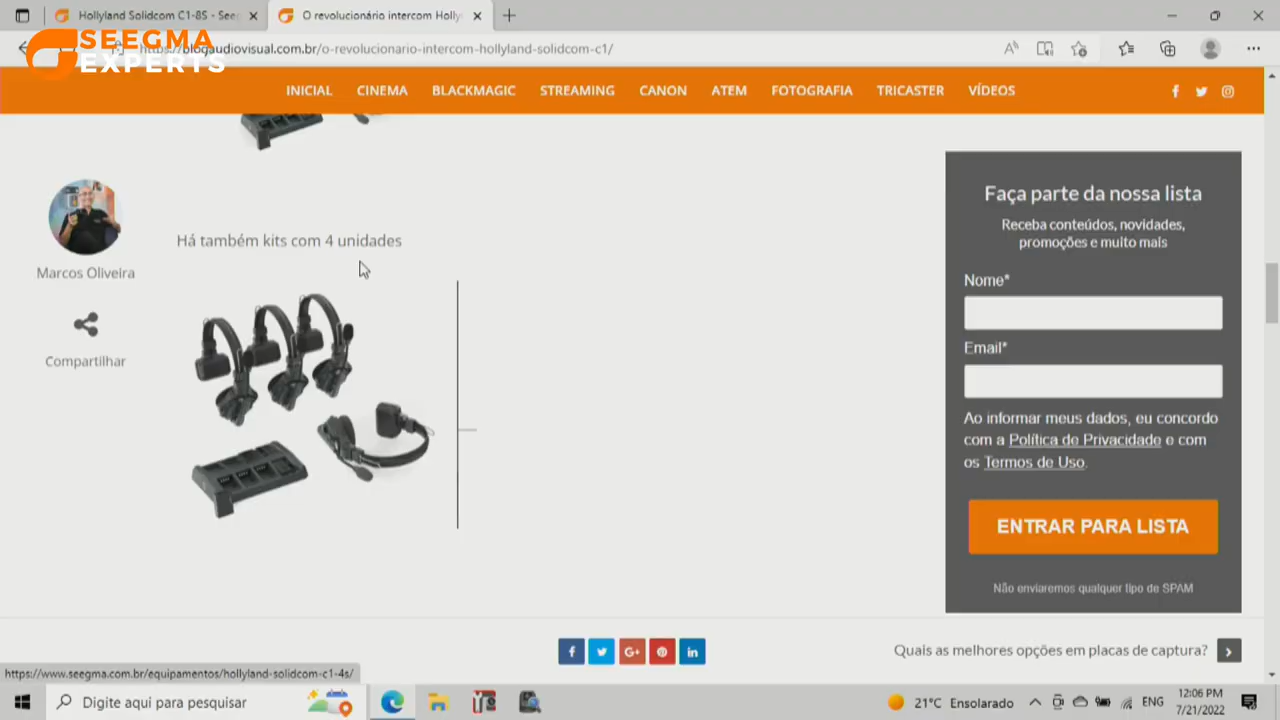 Hollyland Solidcom C1-8S - Seeg
O revolucionário intercom Holly
SEEGMA
EXPERTS
https://blogaudiovisual.com.br/o-revolucionario-intercom-hollyland-solidcom-c1/
INICIAL CINEMA BLACKMAGIC STREAMING CANON ATEM FOTOGRAFIA TRICASTER VÍDEOS
Marcos Oliveira
Compartilhar
Há também kits com 4 unidades
Faça parte da nossa lista
Receba conteúdos, novidades,
promoções e muito mais
Nome*
Email*
Ao informar meus dados, eu concordo
com a Política de Privacidade e com
os Termos de Uso.
ENTRAR PARA LISTA
Não enviaremos qualquer tipo de SPAM
Quais as melhores opções em placas de captura?
https://www.seegma.com.br/equipamentos/hollyland-solidcom-c1-4s/
Digite aqui para pesquisar
21°C Ensolarado
ENG
12:06 PM
7/21/2022